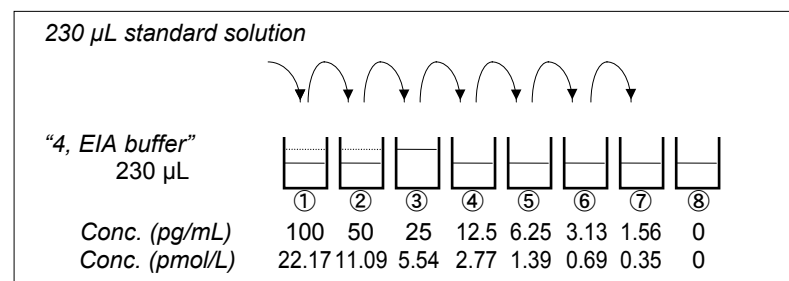 230 µL standard solution
“4, EIA buffer”
230 µL
① ② ③ ④ ⑤ ⑥ ⑦ ⑧
Conc. (pg/mL) 100 50 25 12.5 6.25 3.13 1.56 0
Conc. (pmol/L) 22.17 11.09 5.54 2.77 1.39 0.69 0.35 0